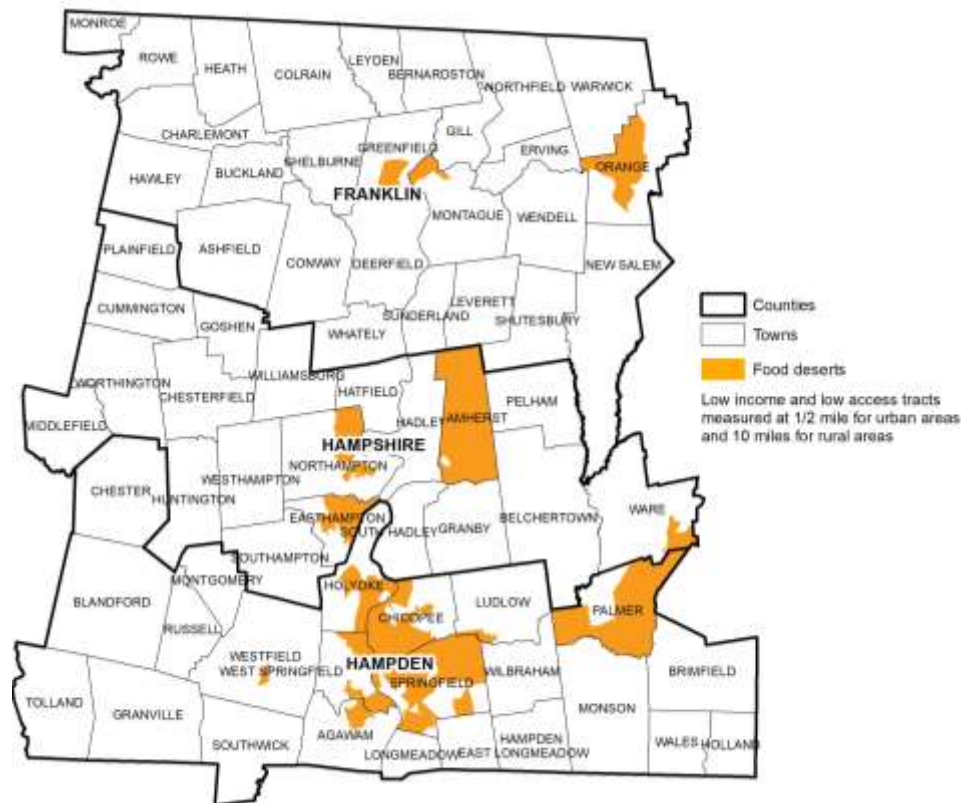 MONROE
ROWE
HEATH
COLRAIN
LEYDEN
BERNARDSTON
NORTHFIELD
WARWICK
CHARLEMONT
GILL
GREENFIELD
ERVING
SHELBURNE
ORANGE
HAWLEY
BUCKLAND
FRANKLIN
MONTAGUE
WENDELL
PLAINFIELD
ASHFIELD
CONWAY
DEERFIELD
NEW SALEM
CUMMINGTON
GOSHEN
LEVERETT
SUNDERLAND
SHUTESBURY
WHATELY
Counties
Towns
Food deserts
Low income and low access tracts
measured at 1/2 mile for urban areas
and 10 miles for rural areas
WORTHINGTON
WILLIAMSBURG
CHESTERFIELD
HATFIELD
PELHAM
MIDDLEFIELD
HADLEY
AMHERST
HAMPSHIRE
NORTHAMPTON
WESTHAMPTON
CHESTER
HUNTINGTON
WARE
EASTHAMPTON
BELCHERTOWN
SOUTH HADLEY
GRANBY
SOUTHAMPTON
MONTGOMERY
HOLYOKE
BLANDFORD
LUDLOW
CHICOPEE
PALMER
RUSSELL
WESTFIELD
HAMPDEN
WEST SPRINGFIELD
WILBRAHAM
BRIMFIELD
SPRINGFIELD
TOLLAND
GRANVILLE
MONSON
AGAWAM
HAMPDEN
SOUTHWICK
LONGMEADOW
EAST LONGMEADOW
WALES
HOLLAND